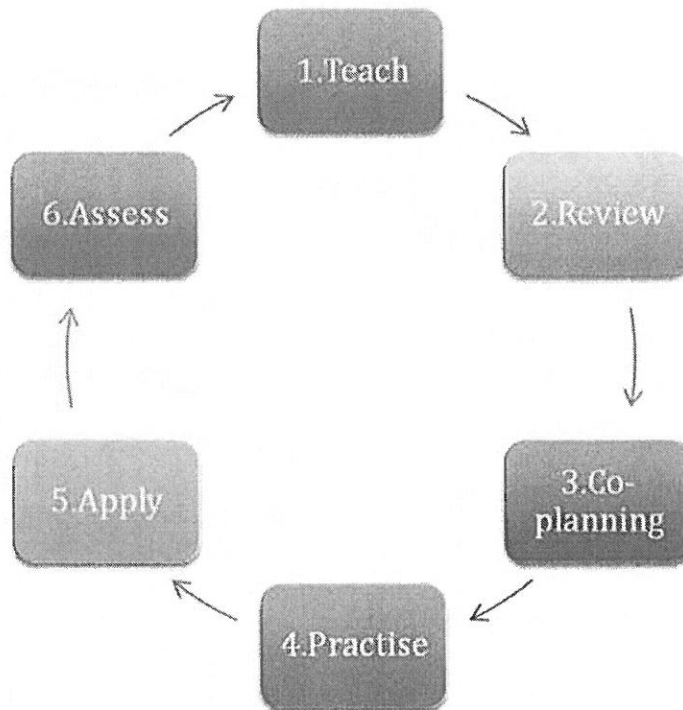 1.Teach
2.Review
3.Co-
planning
4.Practise
5.Apply
6.Assess